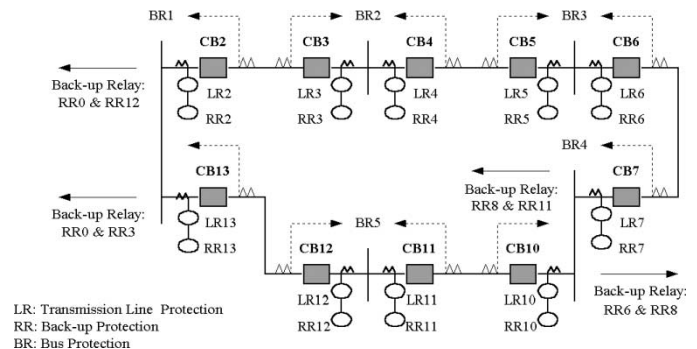 BR1
BR2
BR3
CB2
CB3
CB4
CB5
CB6
Back-up Relay:
RR0 & RR12
LR2
LR3
LR4
LR5
LR6
RR2
RR3
RR4
RR5
RR6
BR4
CB13
CB7
Back-up Relay:
RR8 & RR11
Back-up Relay:
RR0 & RR3
LR13
RR13
LR7
RR7
BR5
CB12
CB11
CB10
LR12
LR11
LR10
RR12
RR11
RR10
Back-up Relay:
RR6 & RR8
LR: Transmission Line Protection
RR: Back-up Protection
BR: Bus Protection